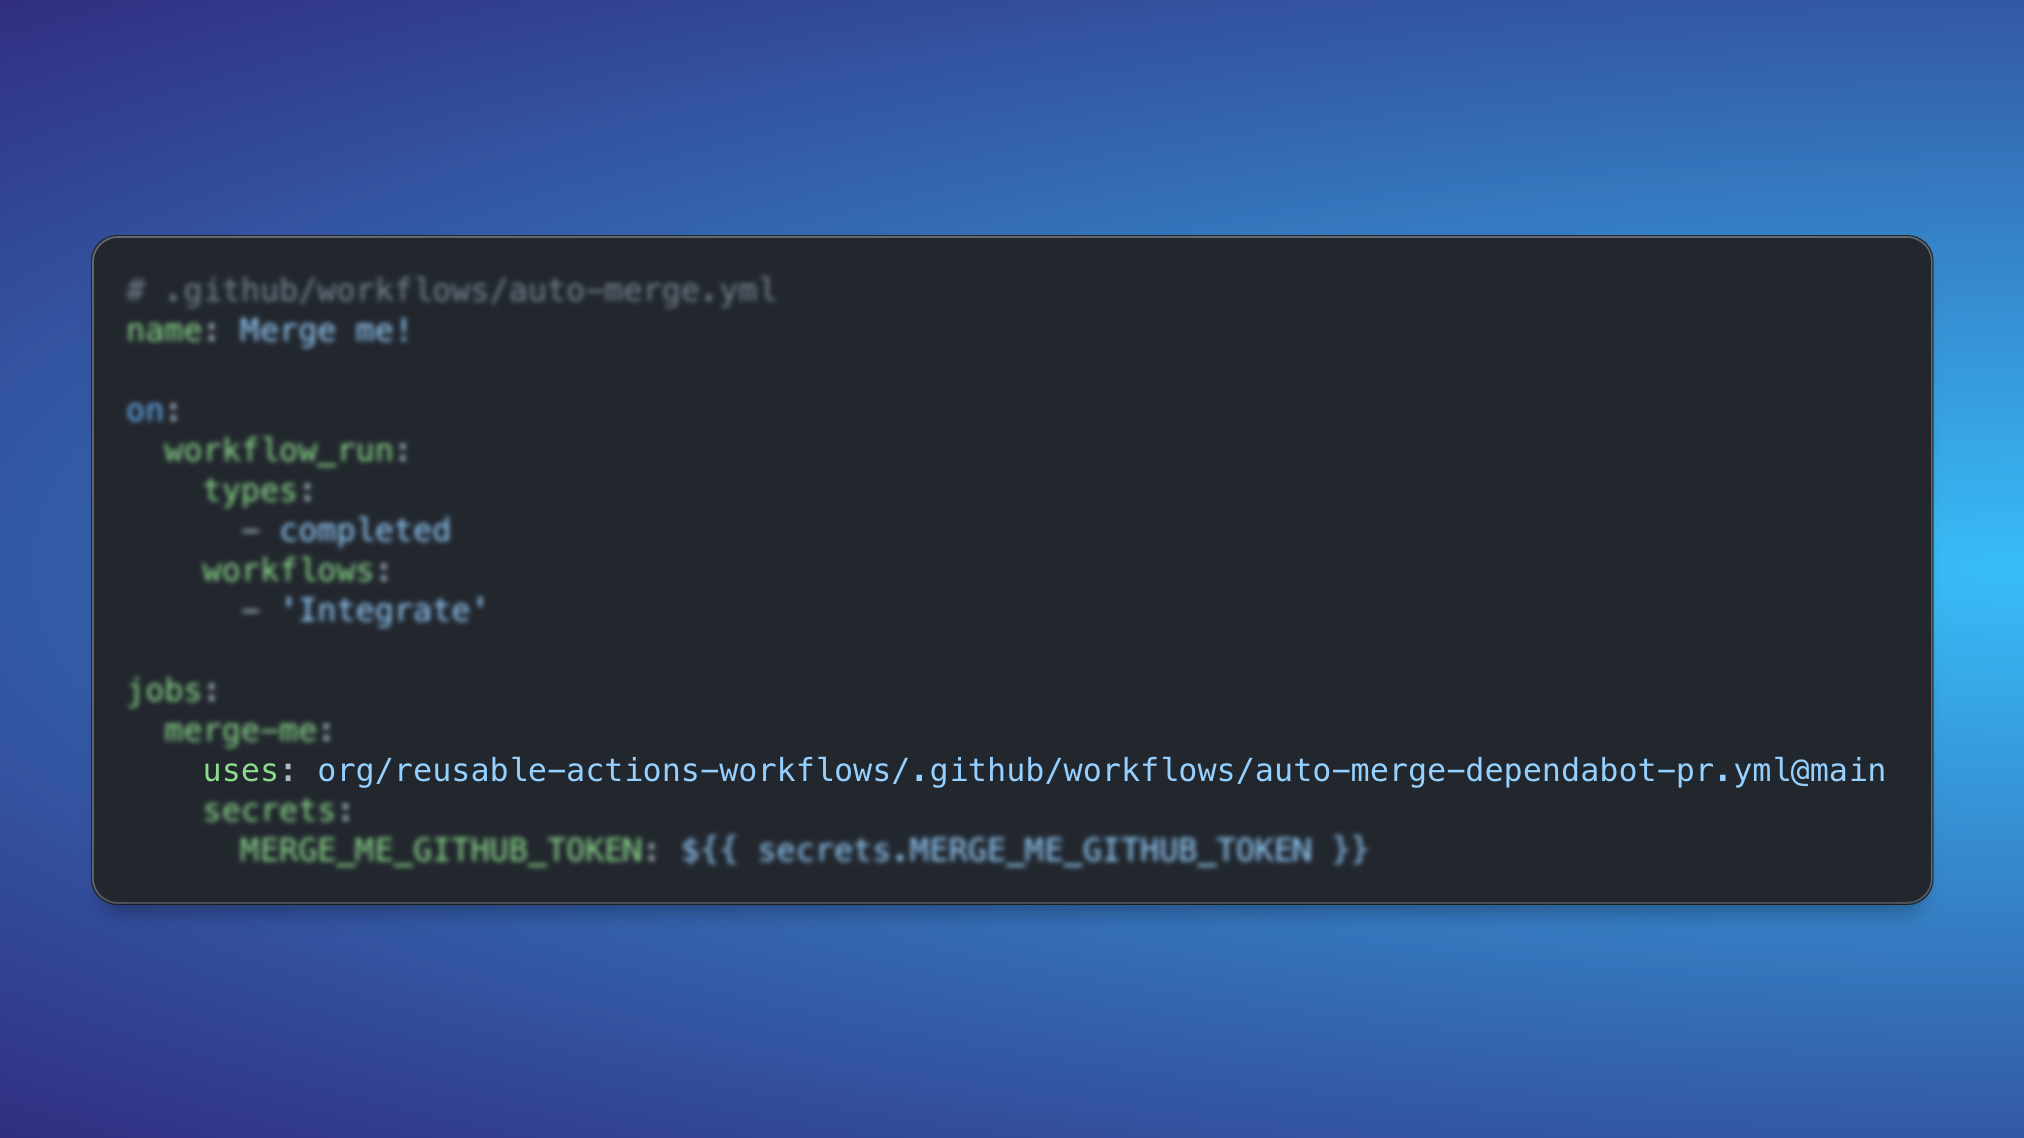 # .github/workflows/auto-merge.yml
name: Merge me!
on:
workflow_run:
types:
- completed
workflows:
- 'Integrate'
jobs:
merge-me:
uses: org/reusable-actions-workflows/.github/workflows/auto-merge-dependabot-pr.yml@main
secrets:
MERGE_ME_GITHUB_TOKEN: ${{ secrets.MERGE_ME_GITHUB_TOKEN }}